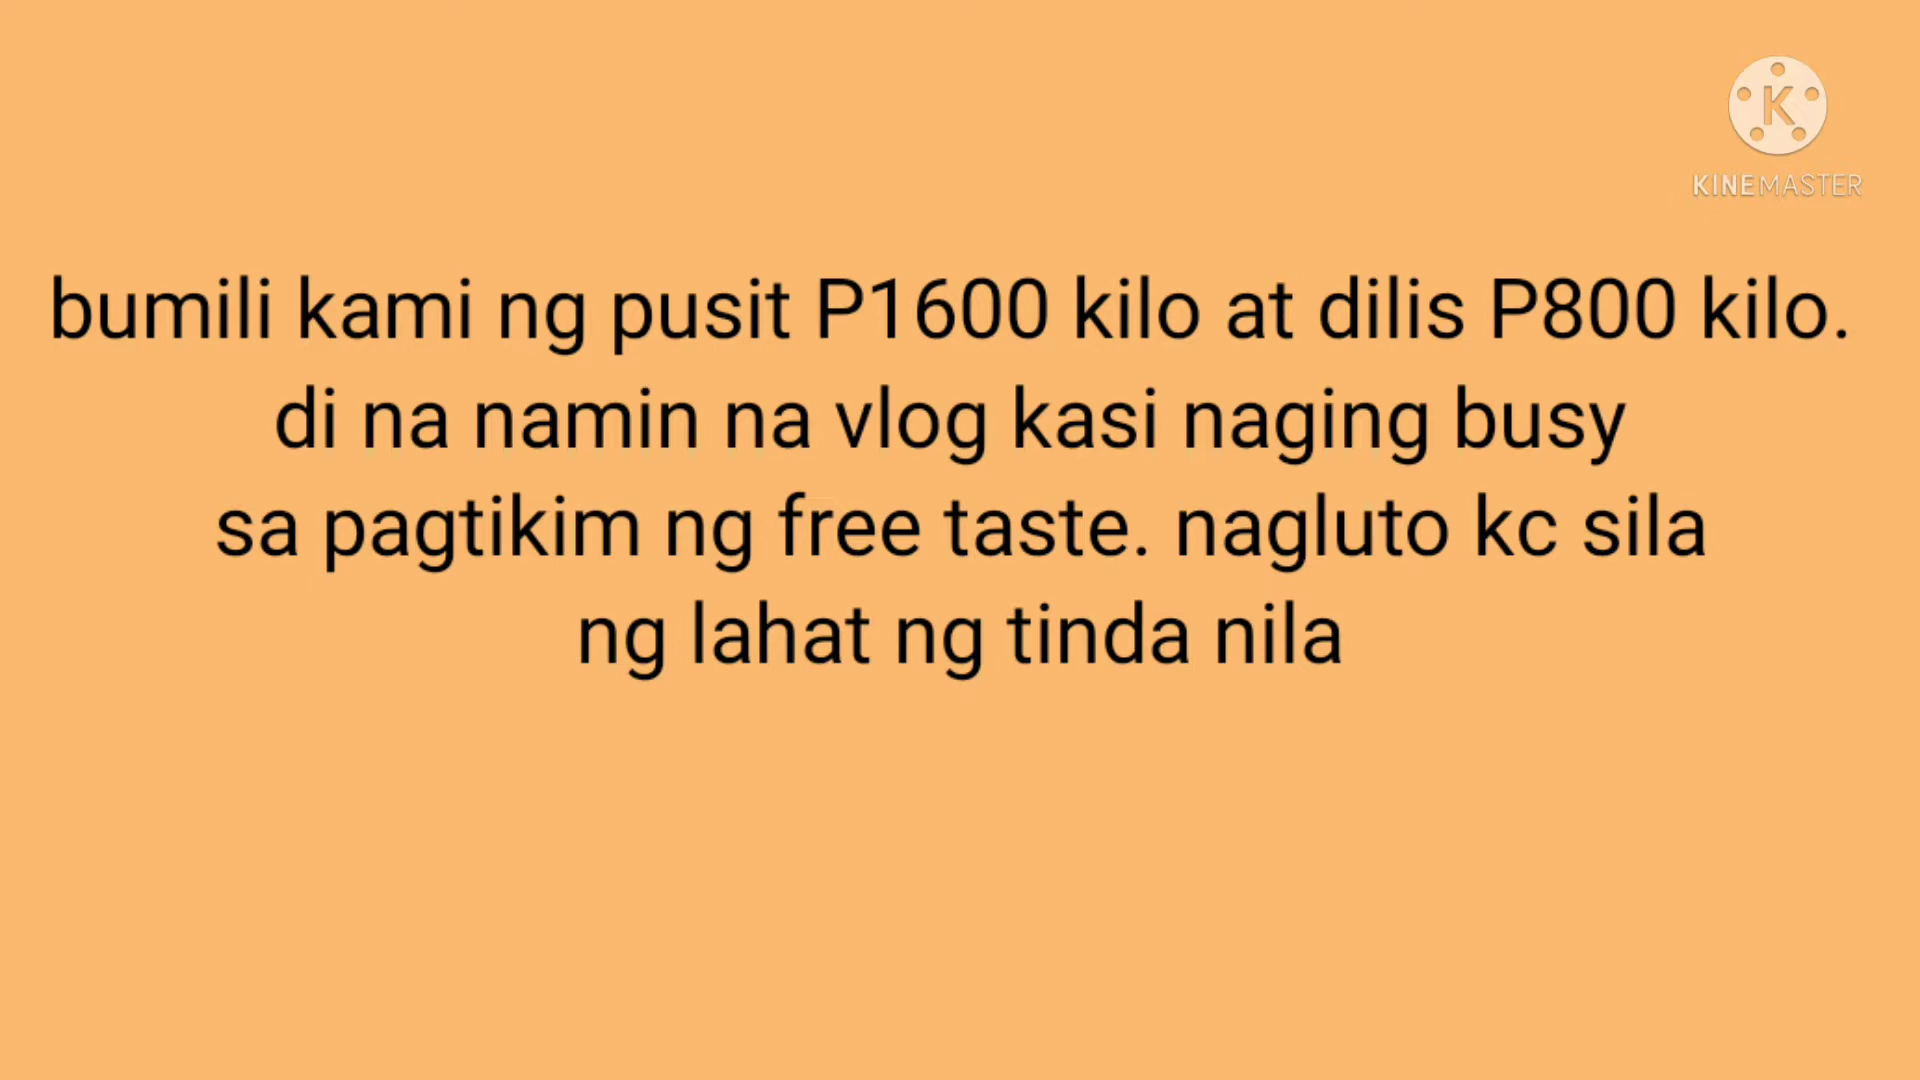 K
KINEMASTER
bumili kami ng pusit P1600 kilo at dilis P800 kilo.
di na namin na vlog kasi naging busy
sa pagtikim ng free taste. nagluto kc sila
ng lahat ng tinda nila